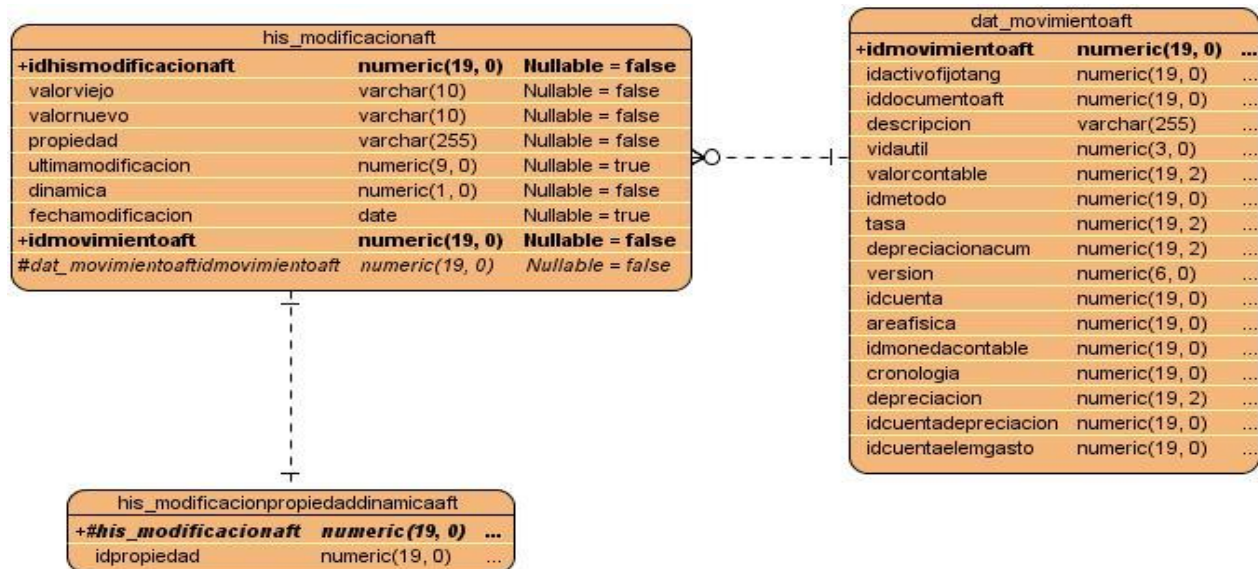 his_modificacionaft
+idhismodificacionaft numeric(19, 0) Nullable = false
valorviejo varchar(10) Nullable = false
valornuevo varchar(10) Nullable = false
propiedad varchar(255) Nullable = false
ultimamodificacion numeric(9, 0) Nullable = true
dinamica numeric(1, 0) Nullable = false
fechamodificacion date Nullable = true
+idmovimientoaft numeric(19, 0) Nullable = false
#dat_movimientoaftidmovimientoaft numeric(19, 0) Nullable = false
dat_movimientoaft
+idmovimientoaft numeric(19, 0) ...
idactivofijotang numeric(19, 0) ...
iddocumentoaft numeric(19, 0) ...
descripcion varchar(255) ...
vidautil numeric(3, 0) ...
valorcontable numeric(19, 2) ...
idmetodo numeric(19, 0) ...
tasa numeric(19, 2) ...
depreciacionacum numeric(19, 2) ...
version numeric(6, 0) ...
idcuenta numeric(19, 0) ...
areafisica numeric(19, 0) ...
idmonedacontable numeric(19, 0) ...
cronología numeric(19, 0) ...
depreciacion numeric(19, 2) ...
idcuentadepreciacion numeric(19, 0) ...
idcuentaelemgasto numeric(19, 0) ...
his_modificacionpropiedaddinamicaaft
+#his_modificacionaft numeric(19, 0) ...
idpropiedad numeric(19, 0) ...